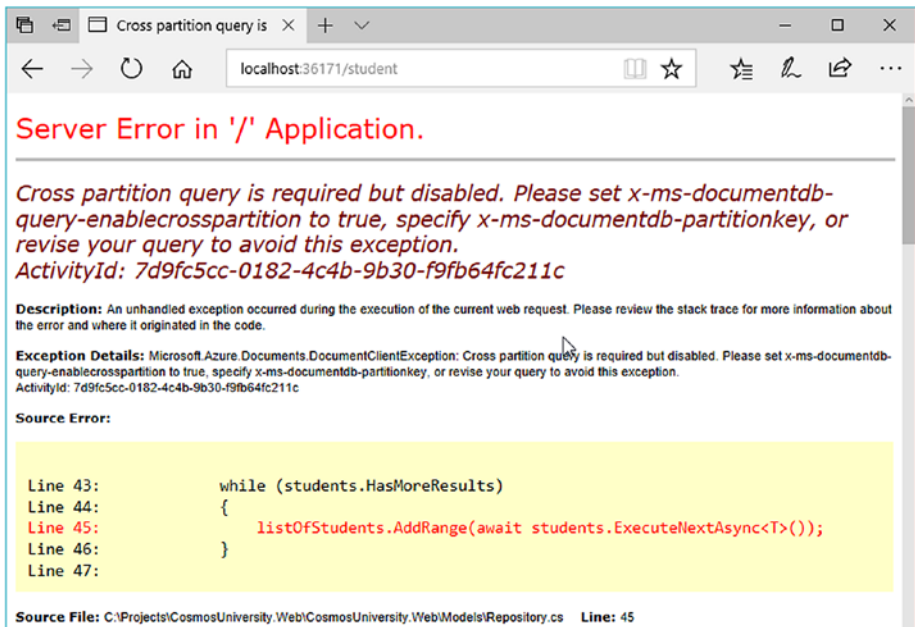 Cross partition query is
localhost:36171/student
Server Error in '/' Application.
Cross partition query is required but disabled. Please set x-ms-documentdb-
query-enablecrosspartition to true, specify x-ms-documentdb-partitionkey, or
revise your query to avoid this exception.
ActivityId: 7d9fc5cc-0182-4c4b-9b30-f9fb64fc211c
Description: An unhandled exception occurred during the execution of the current web request. Please review the stack trace for more information about
the error and where it originated in the code.
Exception Details: Microsoft.Azure.Documents.DocumentClientException: Cross partition query is required but disabled. Please set x-ms-documentdb-
query-enablecrosspartition to true, specify x-ms-documentdb-partitionkey, or revise your query to avoid this exception.
ActivityId: 7d9fc5cc-0182-4c4b-9b30-f9fb64fc211c
Source Error:
Line 43: while (students.HasMoreResults)
Line 44: {
Line 45: listOfStudents.AddRange(await students.ExecuteNextAsync<T>());
Line 46: }
Line 47:
Source File: C:\Projects\CosmosUniversity.Web\CosmosUniversity.Web\Models\Repository.cs Line: 45